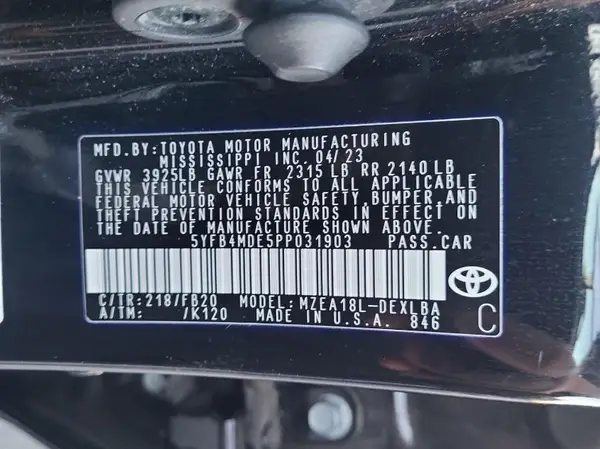 MFD.BY:TOYOTA MOTOR MANUFACTURING
MISSISSIPPI INC. 04/23
GVWR 3925LB GAWR FR 2315 LB RR 2140 LB
THIS VEHICLE CONFORMS TO ALL APPLICABLE
FEDERAL MOTOR VEHICLE SAFETY,BUMPER,AND
THEFT PREVENTION STANDARDS IN EFFECT ON
THE DATE OF MANUFACTURE SHOWN ABOVE.
5YFB4MDE5PP031903 PASS.CAR
C/TR:218/FB20 MODEL:MZEA18L-DEXLBA
A/TM: /K120 MADE IN U.S.A. 846
C